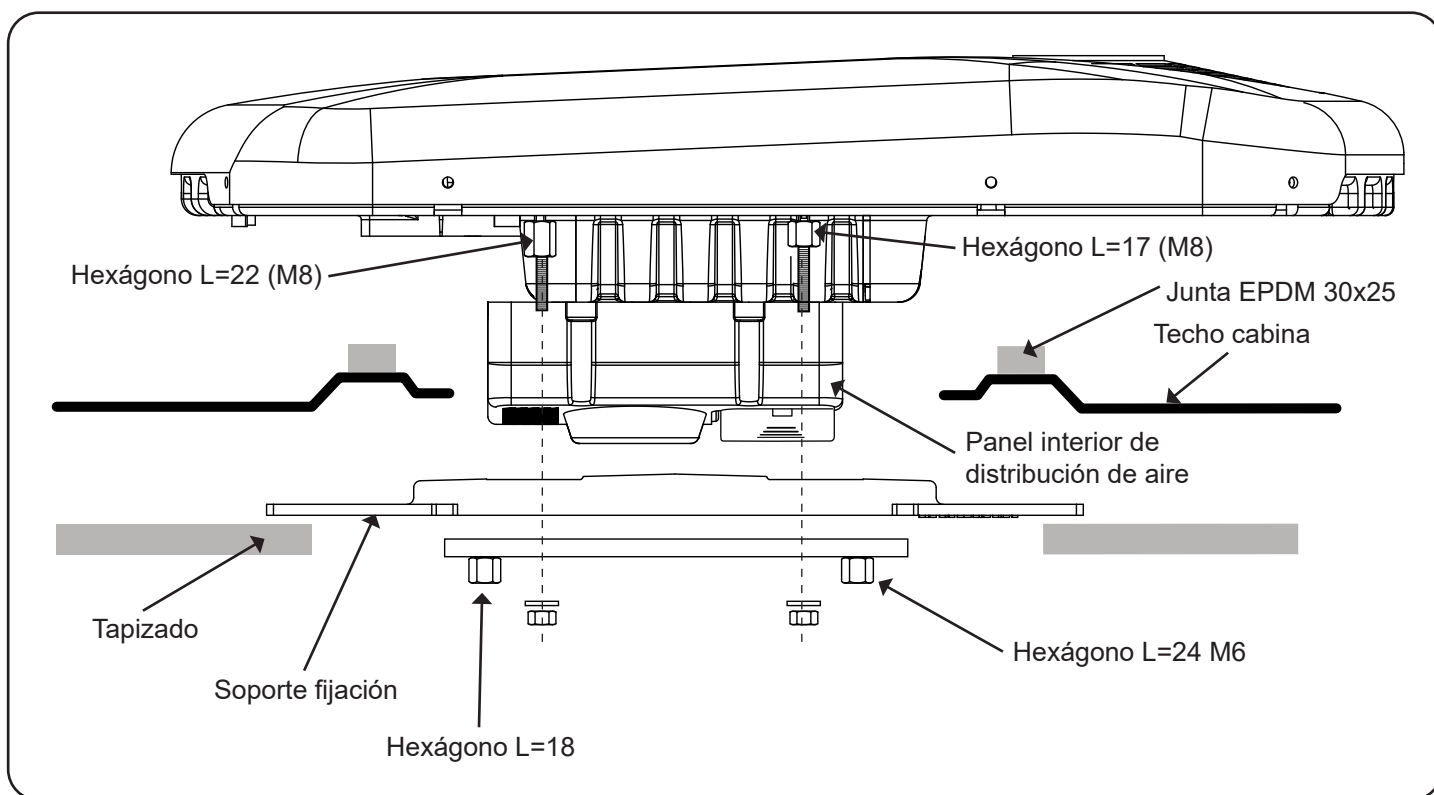 Hexágono L=17 (M8)
Hexágono L=22 (M8)
Junta EPDM 30x25
Techo cabina
Panel interior de
distribución de aire
Tapizado
Hexágono L=24 M6
Soporte fijación
Hexágono L=18